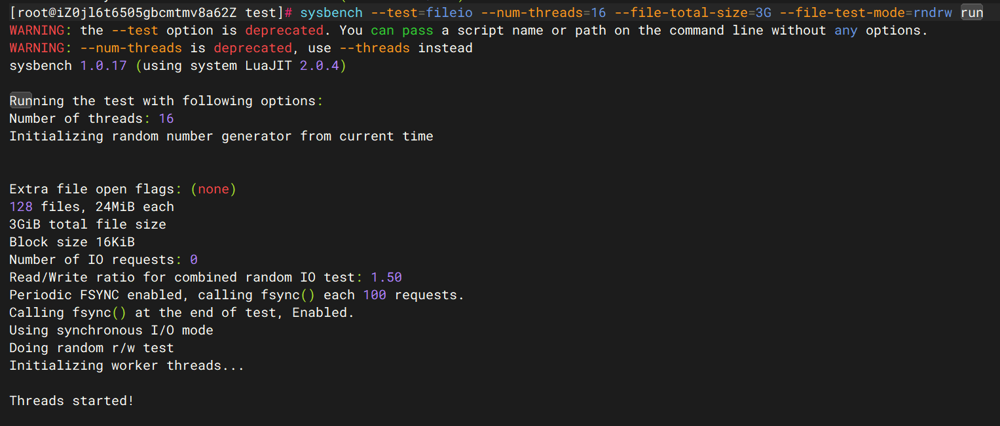 [root@iZ0jl6t6505gbcmtmv8a62Z test]# sysbench --test=fileio --num-threads=16 --file-total-size=3G --file-test-mode=rndrw run
WARNING: the --test option is deprecated. You can pass a script name or path on the command line without any options.
WARNING: --num-threads is deprecated, use --threads instead
sysbench 1.0.17 (using system LuaJIT 2.0.4)
Running the test with following options:
Number of threads: 16
Initializing random number generator from current time
Extra file open flags: (none)
128 files, 24MiB each
3GiB total file size
Block size 16KiB
Number of IO requests: 0
Read/Write ratio for combined random IO test: 1.50
Periodic FSYNC enabled, calling fsync() each 100 requests.
Calling fsync() at the end of test, Enabled.
Using synchronous I/O mode
Doing random r/w test
Initializing worker threads...
Threads started!